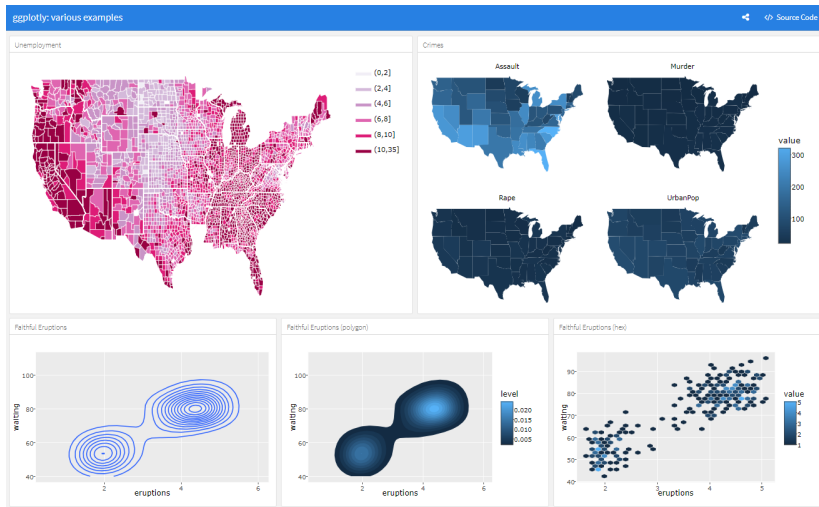 ggplotly: various examples
</> Source Code
Unemployment
(0,2]
(2,4]
(4,6]
(6,8]
(8,10]
(10,35]
Crimes
Assault
Murder
Rape
UrbanPop
value
300
200
100
Faithful Eruptions
waiting
100
80
60
40
2
4
6
eruptions
Faithful Eruptions (polygon)
waiting
100
80
60
40
2
4
6
eruptions
level
0.020
0.015
0.010
0.005
Faithful Eruptions (hex)
waiting
90
80
70
60
50
40
2
3
4
5
eruptions
value
5
4
3
2
1